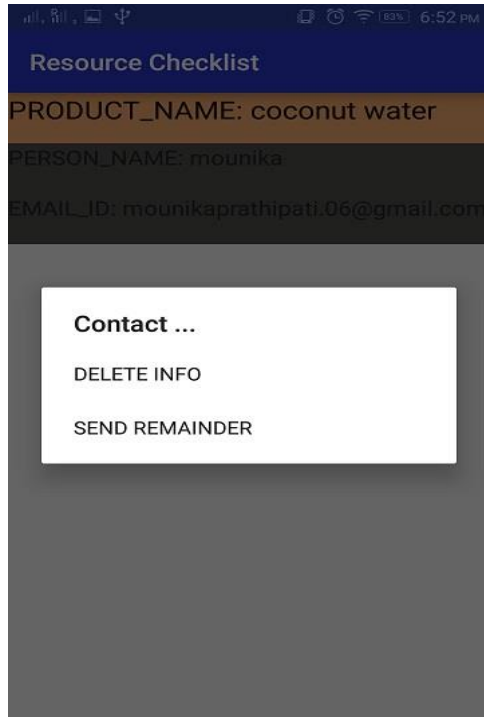 83% 6:52 PM
Resource Checklist
PRODUCT_NAME: coconut water
PERSON_NAME: mounika
EMAIL_ID: mounikaprathipati.06@gmail.com
Contact ...
DELETE INFO
SEND REMAINDER